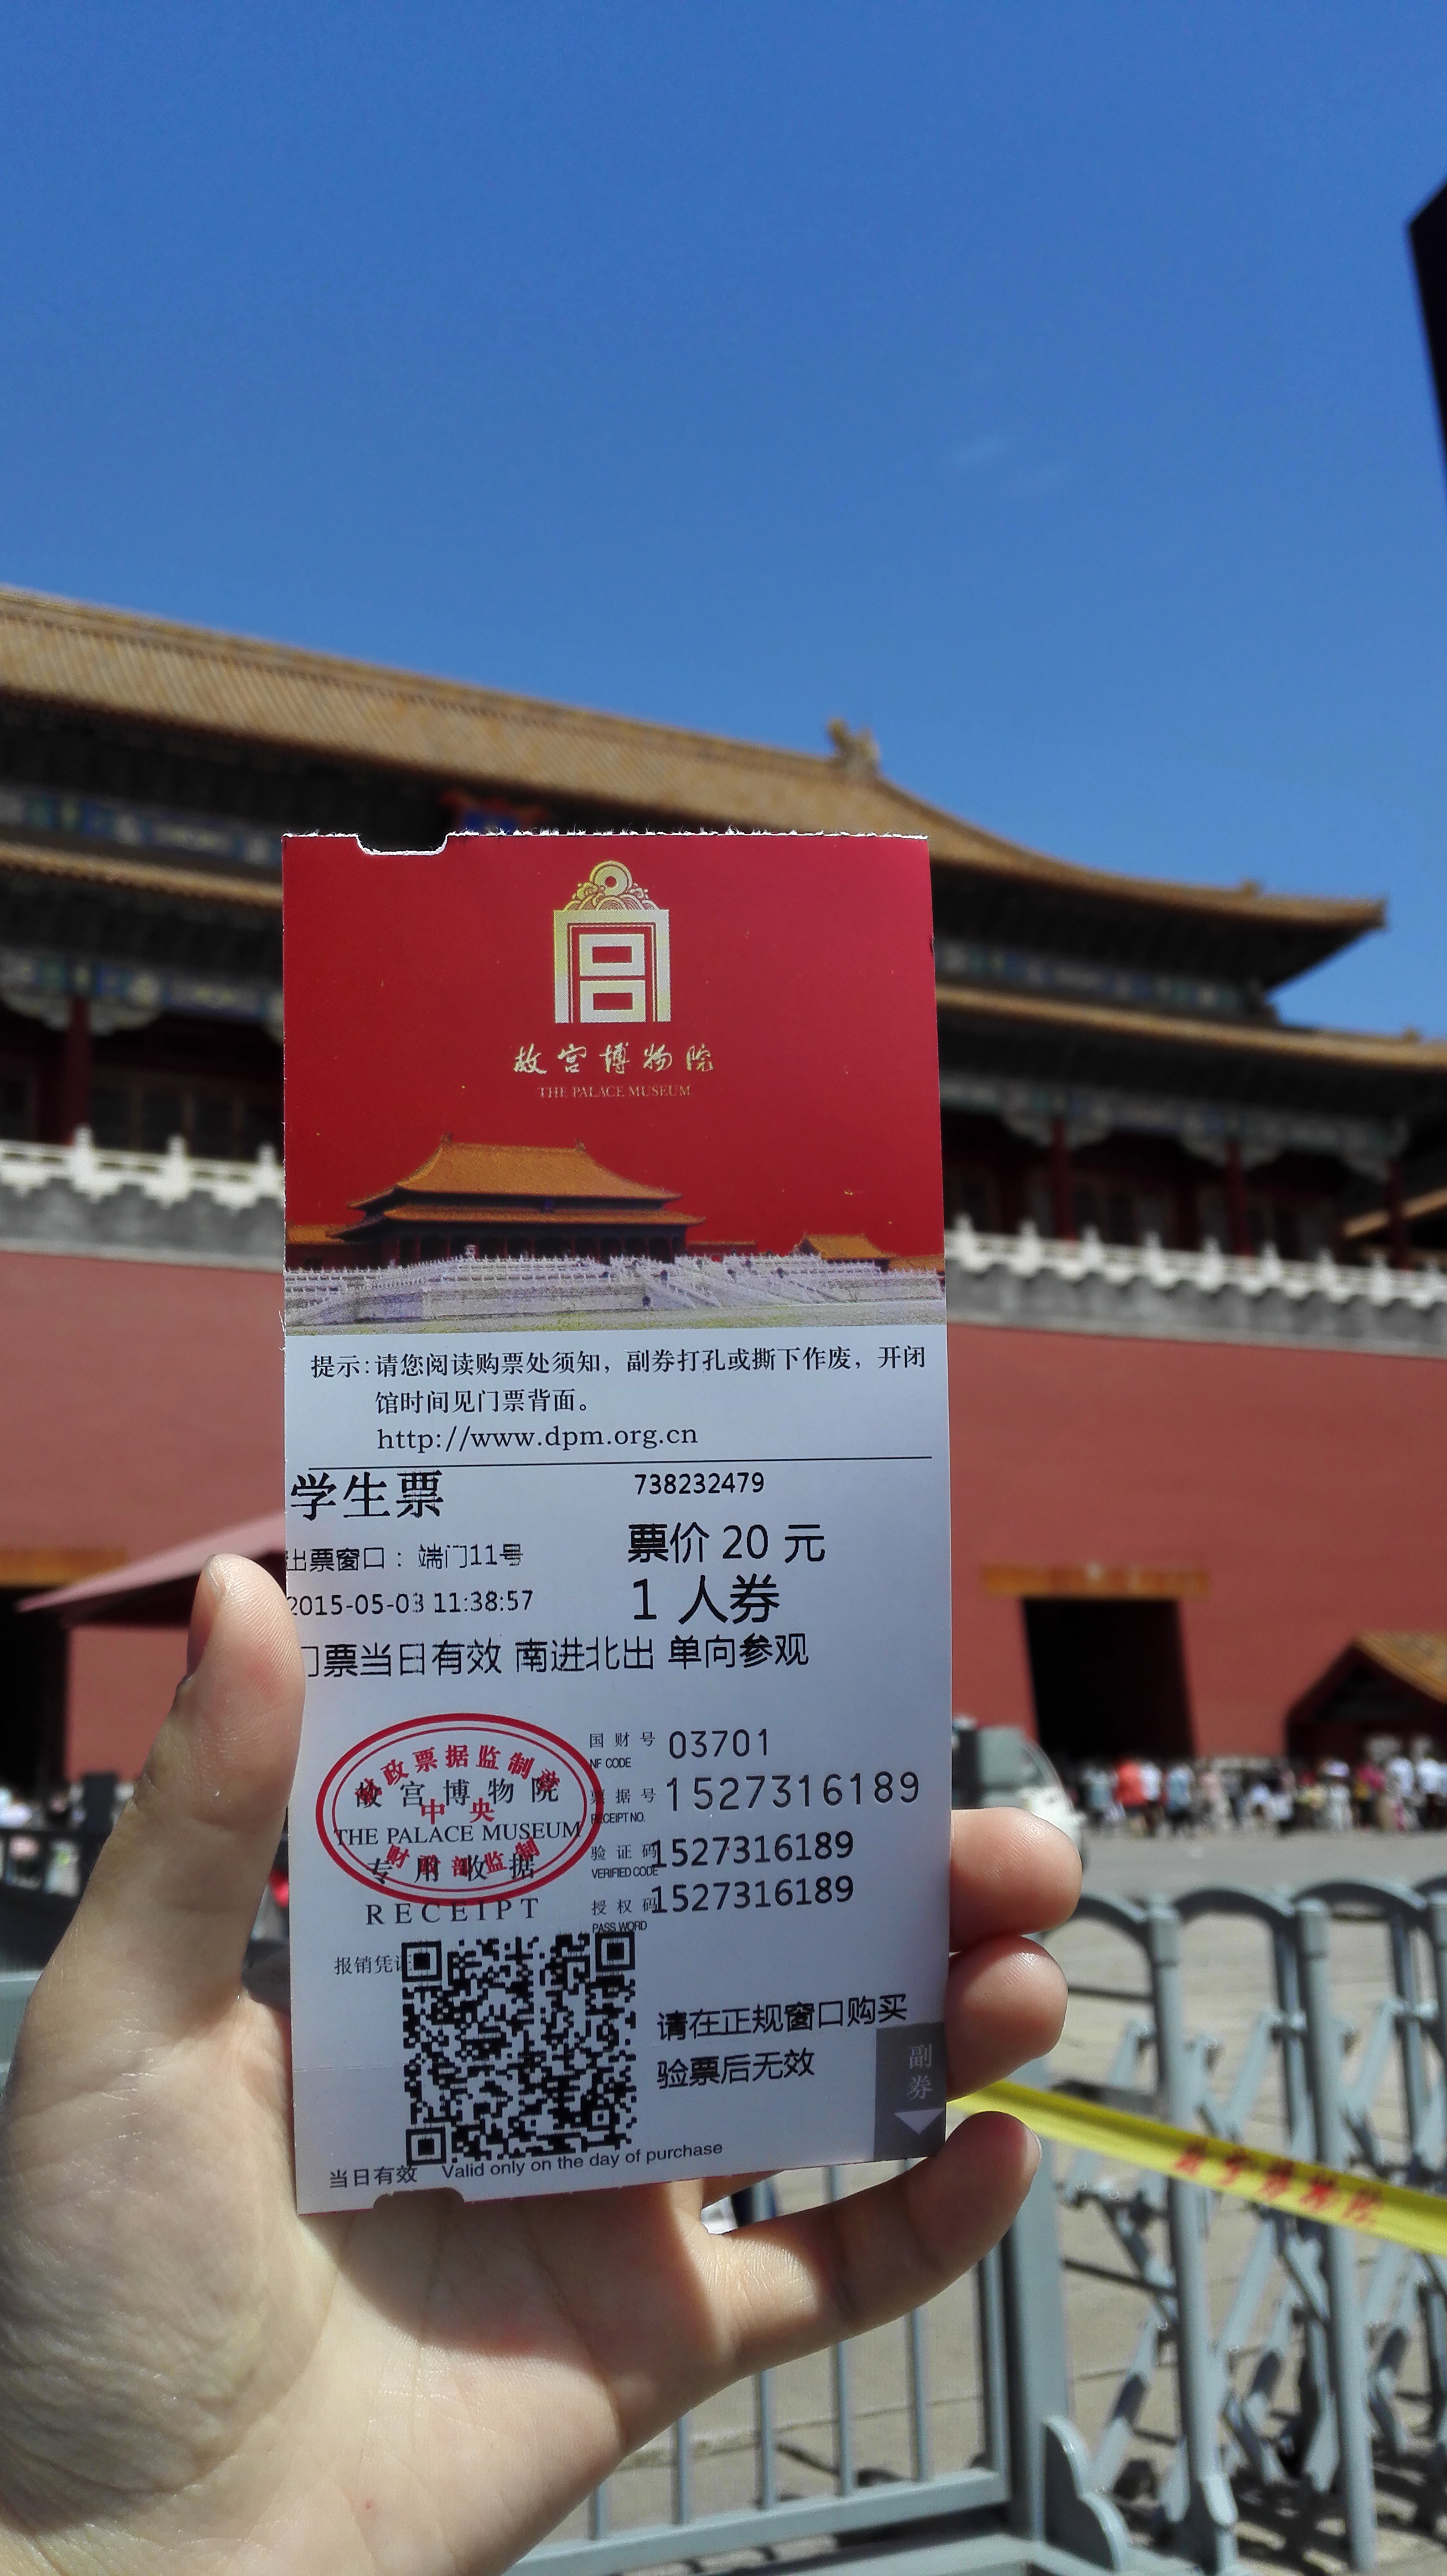 故宫博物院
THE PALACE MUSEUM
提示:请您阅读购票处须知，副券打孔或撕下作废，开闭
馆时间见门票背面。
http://www.dpm.org.cn
学生票
738232479
出票窗口：端门11号
票价 20 元
2015-05-03 11:38:57
1 人券
门票当日有效 南进北出 单向参观
财政票据监制章
故宫博物院
中央
THE PALACE MUSEUM
财政部监制
专用收据
RECEIPT
国财号 03701
NF CODE
票据号 1527316189
RECEIPT NO.
验证码 1527316189
VERIFIED CODE
授权码 1527316189
PASS WORD
报销凭证
请在正规窗口购买
验票后无效
副券
当日有效 Valid only on the day of purchase